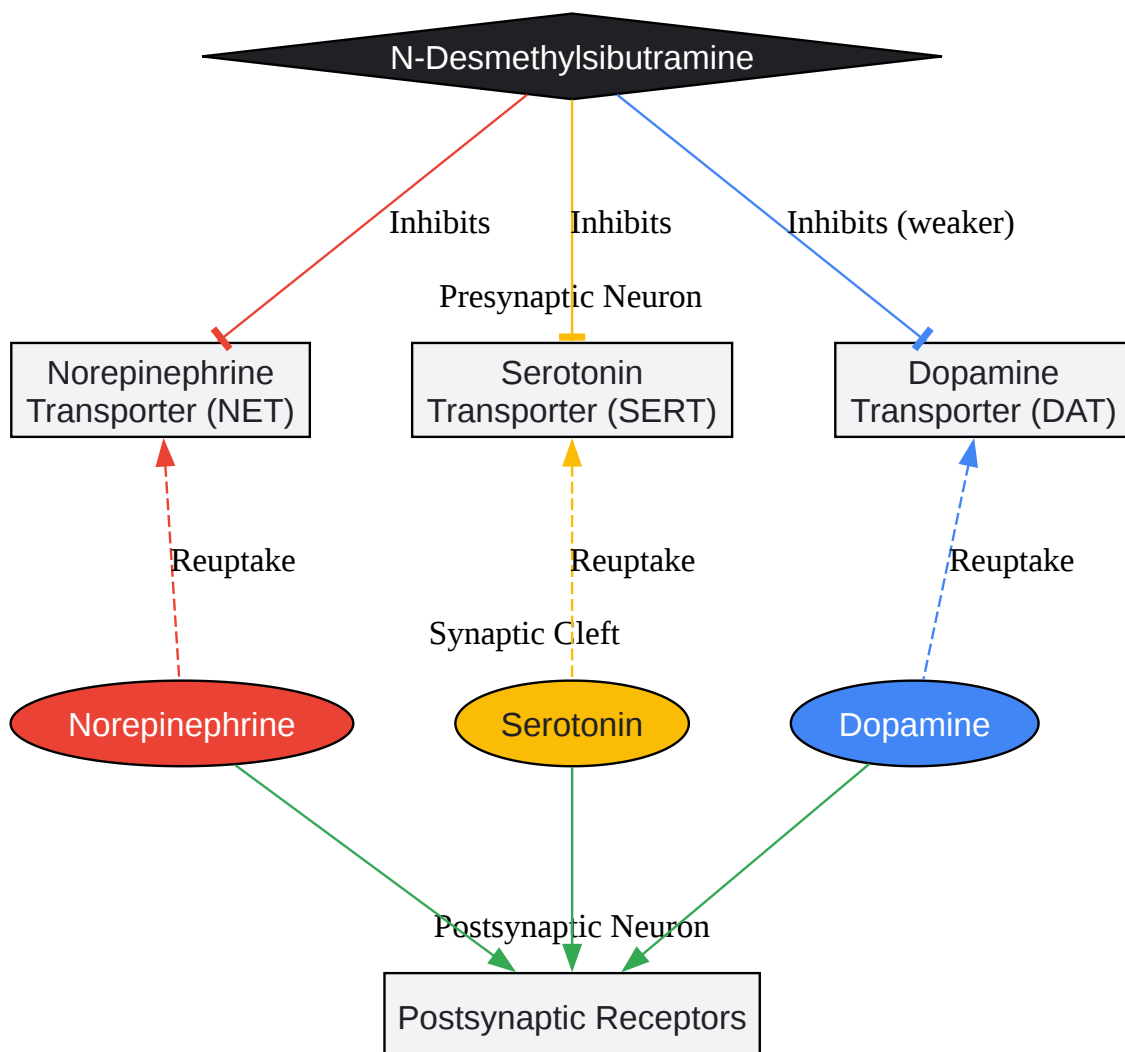 N-Desmethylsibutramine
Inhibits
Inhibits
Inhibits (weaker)
Presynaptic Neuron
Norepinephrine
Transporter (NET)
Serotonin
Transporter (SERT)
Dopamine
Transporter (DAT)
Reuptake
Reuptake
Reuptake
Synaptic Cleft
Norepinephrine
Serotonin
Dopamine
Postsynaptic Neuron
Postsynaptic Receptors